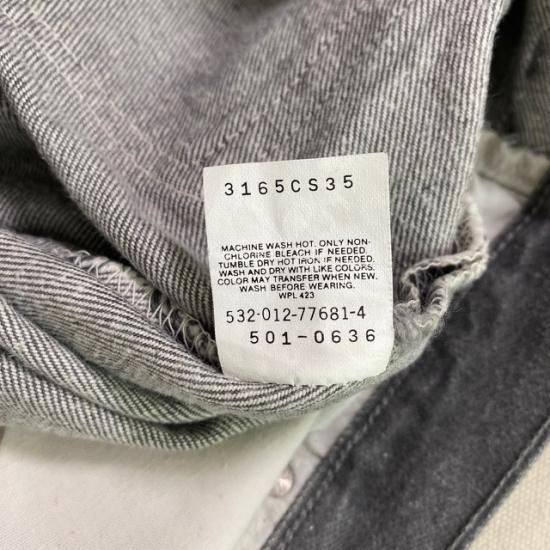 3165CS35
MACHINE WASH HOT. ONLY NON-
CHLORINE BLEACH IF NEEDED.
TUMBLE DRY HOT IRON IF NEEDED.
WASH AND DRY WITH LIKE COLORS.
COLOR MAY TRANSFER WHEN NEW.
WASH BEFORE WEARING.
WPL 423
532-012-77681-4
501-0636